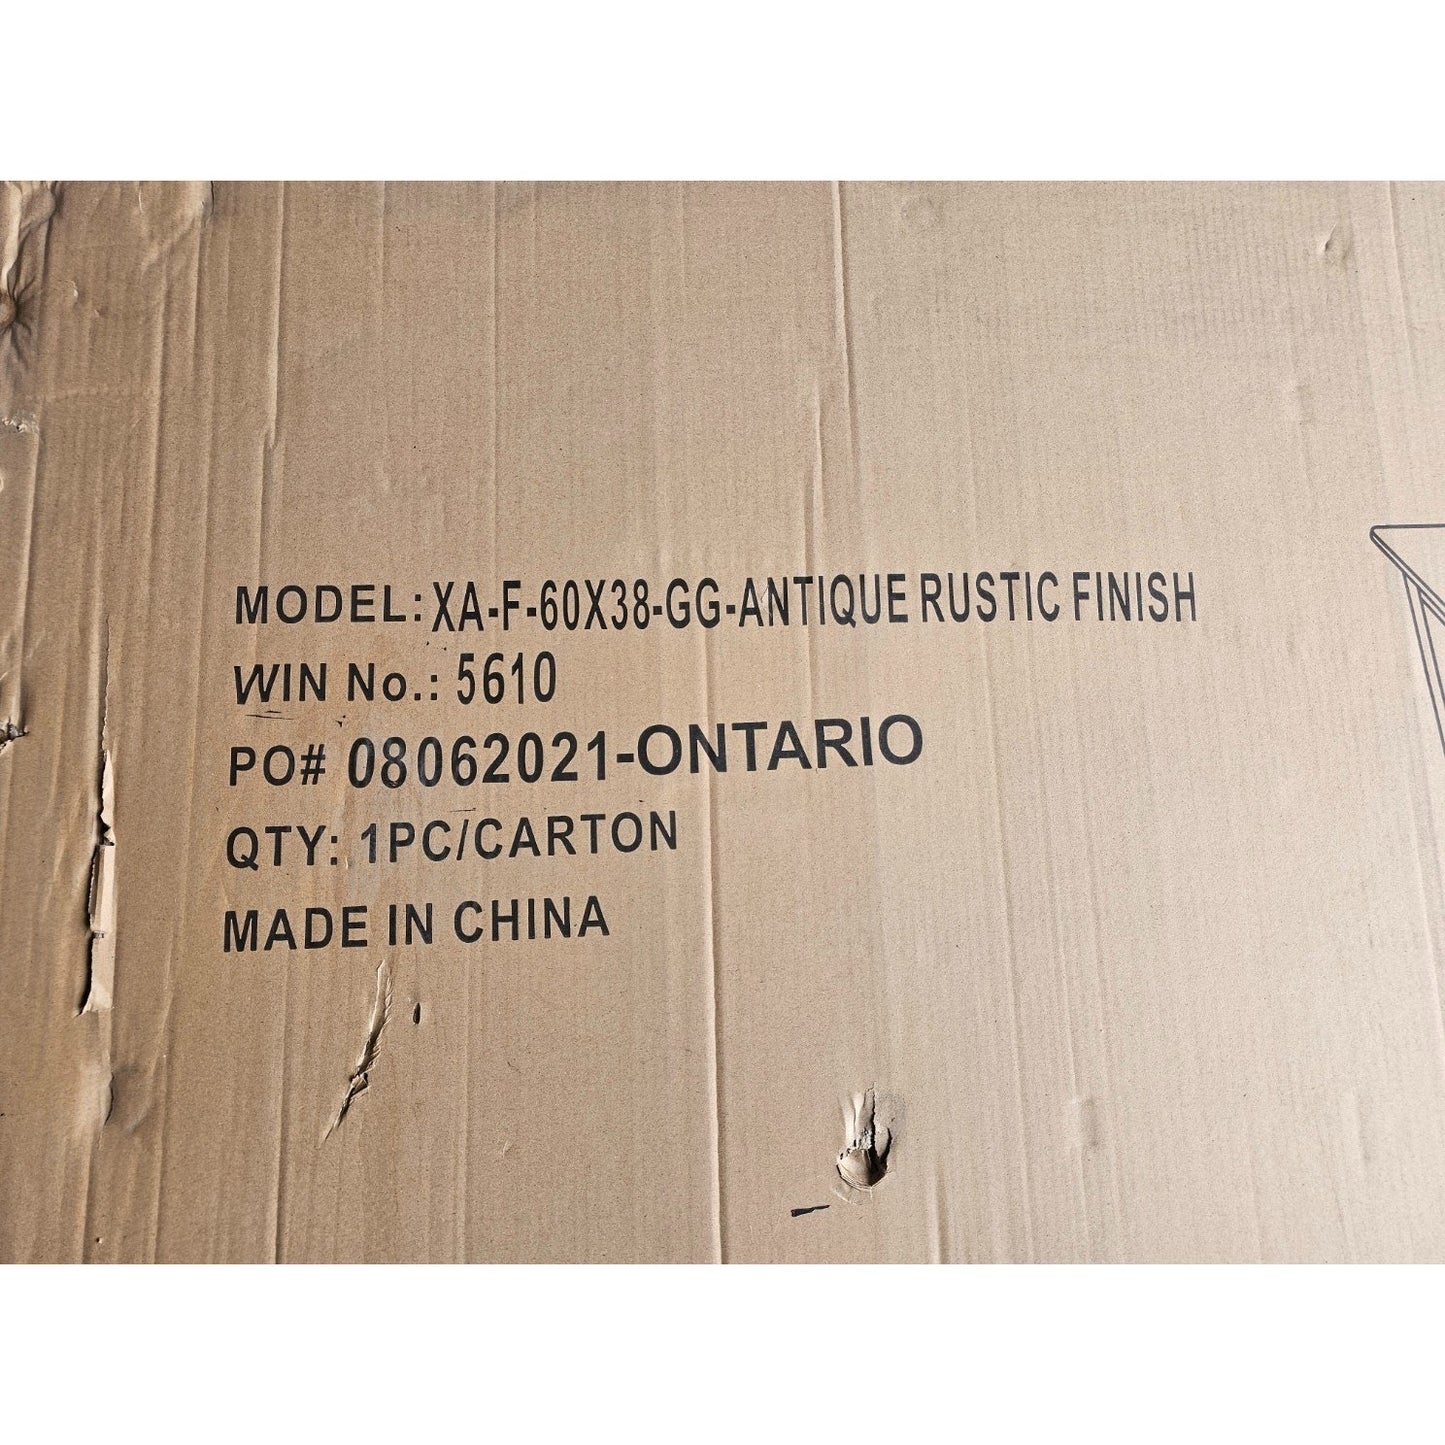 MODEL: XA-F-60X38-GG-ANTIQUE RUSTIC FINISH
WIN No.: 5610
PO# 08062021-ONTARIO
QTY: 1PC/CARTON
MADE IN CHINA